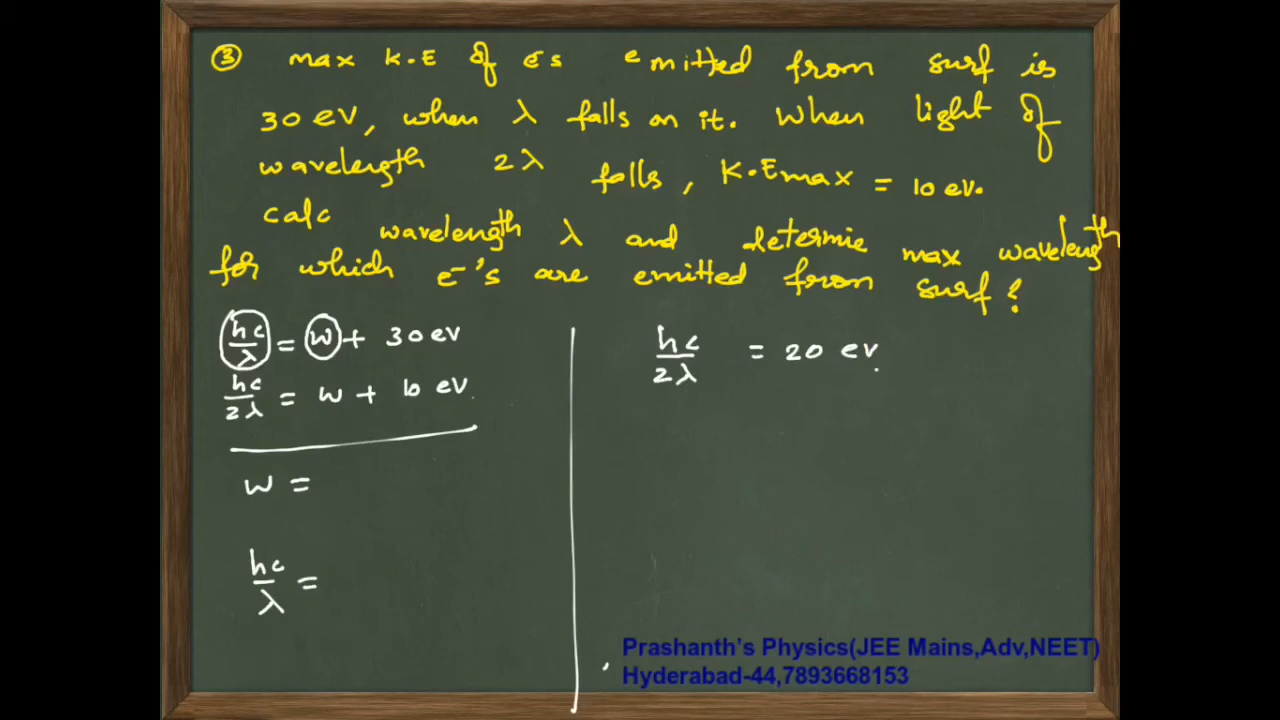 ③ max K.E of e⁻s emitted from surf is
30 eV, when λ falls on it. When light of
wavelength 2λ falls, K.Emax = 10 eV.
calc wavelength λ and determie max wavelength
for which e⁻'s are emitted from surf?
hc/λ = W + 30 eV
hc/2λ = W + 10 eV
W =
hc/λ =
hc/2λ = 20 eV
Prashanth's Physics(JEE Mains,Adv,NEET)
Hyderabad-44,7893668153